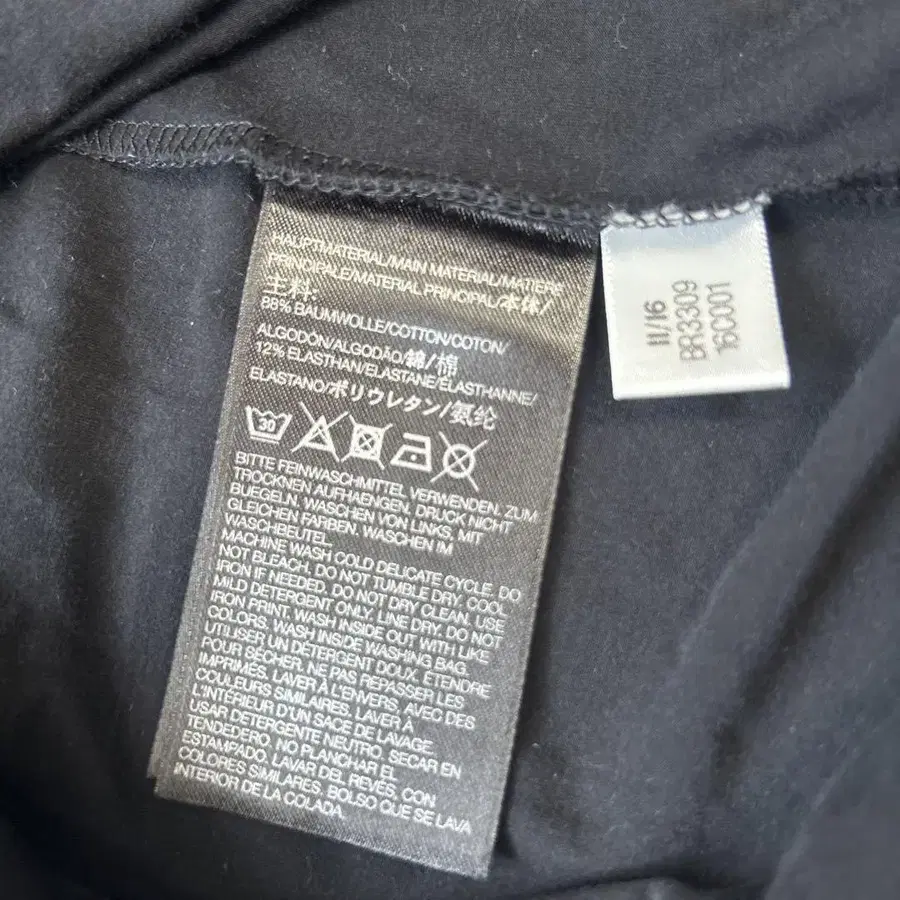 HAUPTMATERIAL/MAIN MATERIAL/MATIERE
PRINCIPALE/MATERIAL PRINCIPAL/本体/
主料:
88% BAUMWOLLE/COTTON/COTON/
ALGODON/ALGODÃO/綿/棉
12% ELASTHAN/ELASTANE/ÉLASTHANNE/
ELASTANO/ポリウレタン/氨纶
30
BITTE FEINWASCHMITTEL VERWENDEN. ZUM
TROCKNEN AUFHAENGEN. DRUCK NICHT
BUEGELN. WASCHEN VON LINKS, MIT
GLEICHEN FARBEN. WASCHEN IM
WASCHBEUTEL.
MACHINE WASH COLD DELICATE CYCLE. DO
NOT BLEACH. DO NOT TUMBLE DRY. COOL
IRON IF NEEDED. DO NOT DRY CLEAN. USE
MILD DETERGENT ONLY. LINE DRY. DO NOT
IRON PRINT. WASH INSIDE OUT WITH LIKE
COLORS. WASH INSIDE WASHING BAG.
UTILISER UN DÉTERGENT DOUX. ÉTENDRE
POUR SÉCHER. NE PAS REPASSER LES
IMPRIMÉS. LAVER À L'ENVERS, AVEC DES
COULEURS SIMILAIRES. LAVER À
L'INTÉRIEUR D'UN SACE DE LAVAGE.
USAR DETERGENTE NEUTRO. SECAR EN
TENDEDERO. NO PLANCHAR EL
ESTAMPADO. LAVAR DEL REVÉS, CON
COLORES SIMILARES. BOLSO QUE SE LAVA
INTERIOR DE LA COLADA.
11/16
BR3309
160001